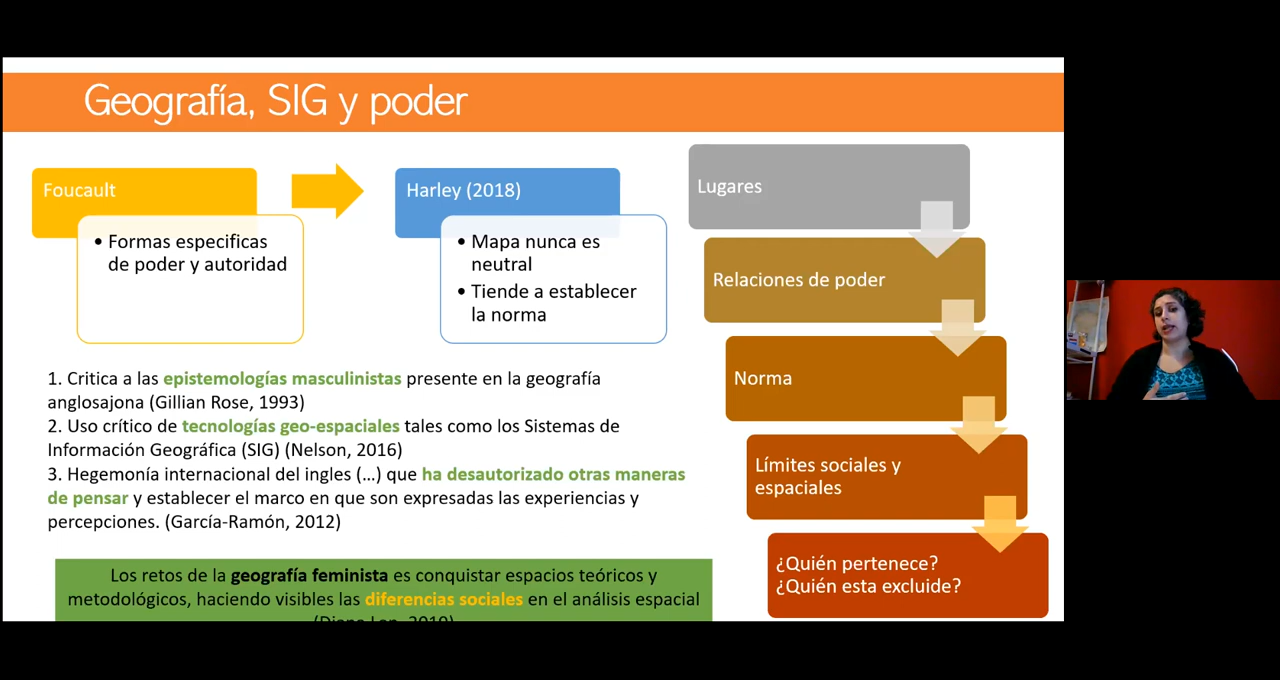 Geografía, SIG y poder
Foucault
• Formas especificas
de poder y autoridad
Harley (2018)
• Mapa nunca es
neutral
• Tiende a establecer
la norma
1. Critica a las epistemologías masculinistas presente en la geografía
anglosajona (Gillian Rose, 1993)
2. Uso crítico de tecnologías geo-espaciales tales como los Sistemas de
Información Geográfica (SIG) (Nelson, 2016)
3. Hegemonía internacional del ingles (…) que ha desautorizado otras maneras
de pensar y establecer el marco en que son expresadas las experiencias y
percepciones. (García-Ramón, 2012)
Los retos de la geografía feminista es conquistar espacios teóricos y
metodológicos, haciendo visibles las diferencias sociales en el análisis espacial
Lugares
Relaciones de poder
Norma
Límites sociales y
espaciales
¿Quién pertenece?
¿Quién esta excluide?